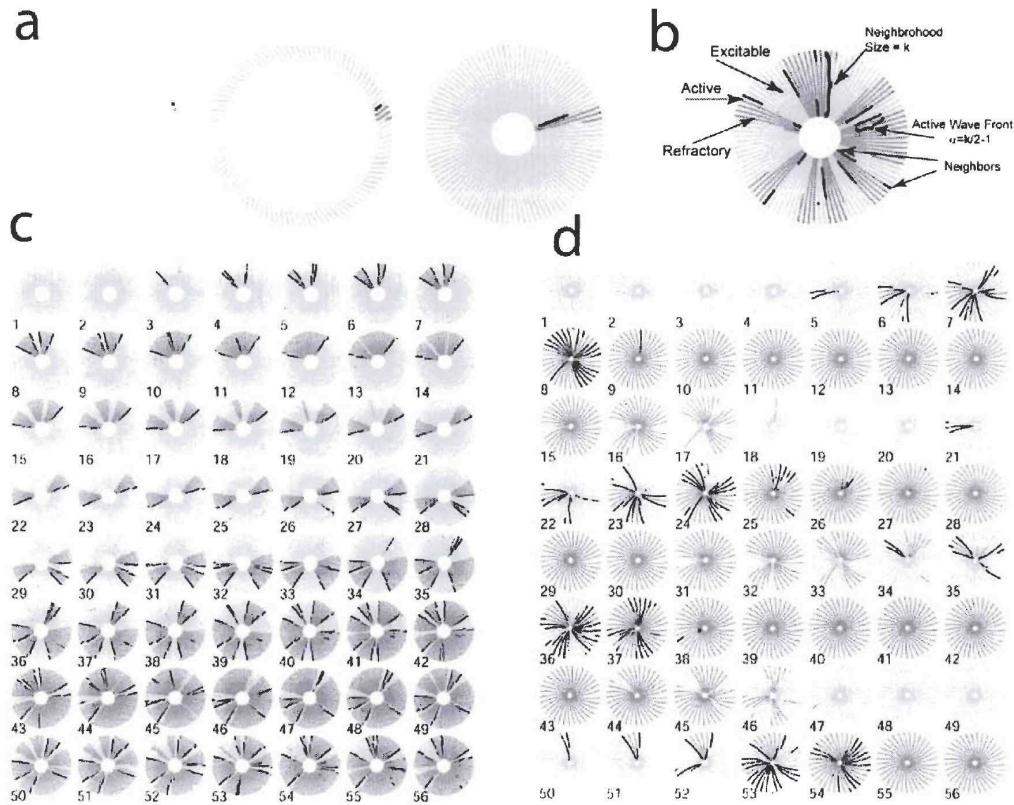 a
b
Neighbrohood
Size = k
Excitable
Active
Active Wave Front
α=k/2-1
Refractory
Neighbors
c
1 2 3 4 5 6 7
8 9 10 11 12 13 14
15 16 17 18 19 20 21
22 23 24 25 26 27 28
29 30 31 32 33 34 35
36 37 38 39 40 41 42
43 44 45 46 47 48 49
50 51 52 53 54 55 56
d
1 2 3 4 5 6 7
8 9 10 11 12 13 14
15 16 17 18 19 20 21
22 23 24 25 26 27 28
29 30 31 32 33 34 35
36 37 38 39 40 41 42
43 44 45 46 47 48 49
50 51 52 53 54 55 56